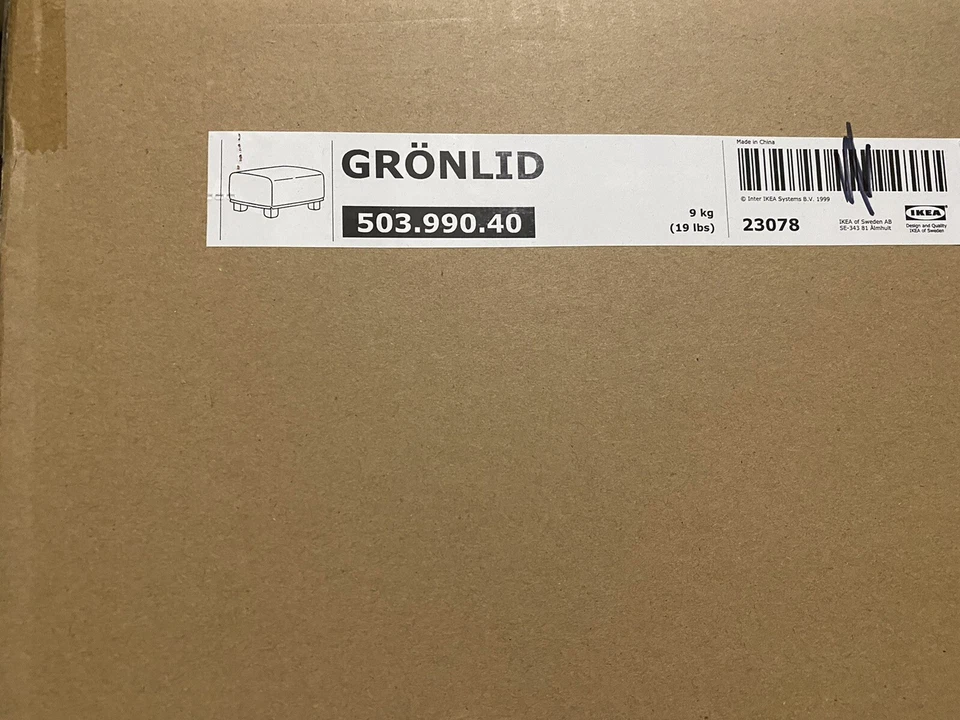 GRÖNLID
503.990.40
9 kg
(19 lbs)
Made in China
© Inter IKEA Systems B.V. 1999
23078
IKEA of Sweden AB
SE-343 81 Älmhult
IKEA
Design and Quality
IKEA of Sweden